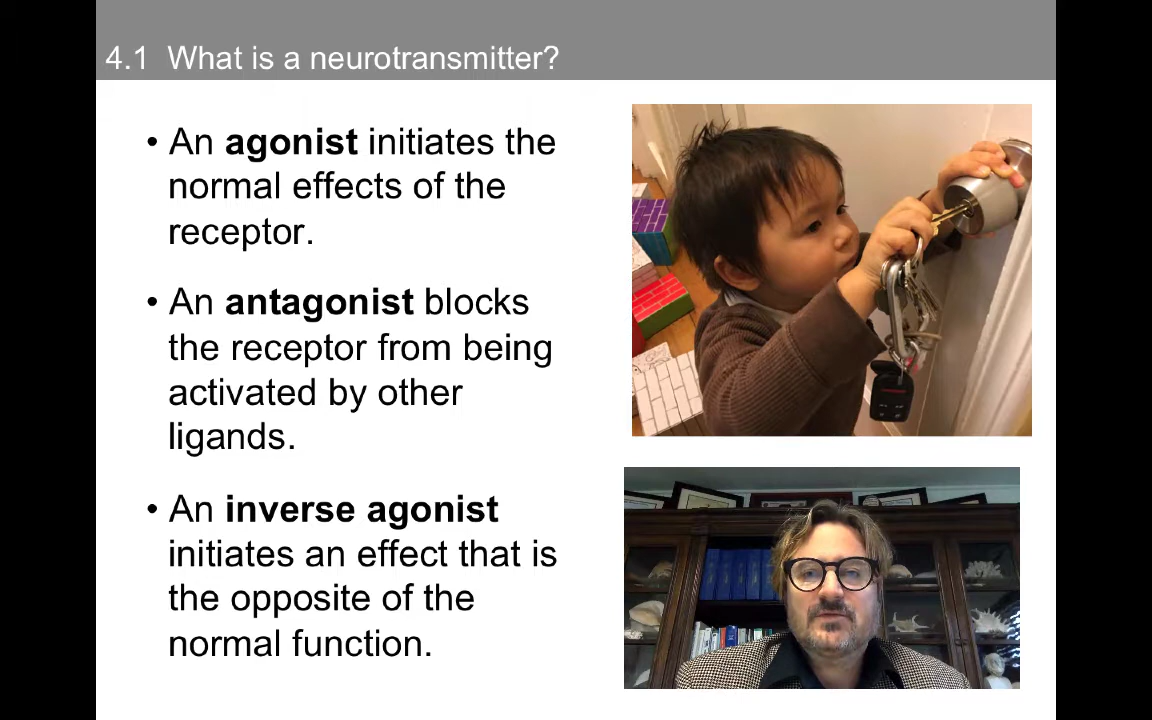 4.1 What is a neurotransmitter?
• An agonist initiates the
normal effects of the
receptor.
• An antagonist blocks
the receptor from being
activated by other
ligands.
• An inverse agonist
initiates an effect that is
the opposite of the
normal function.